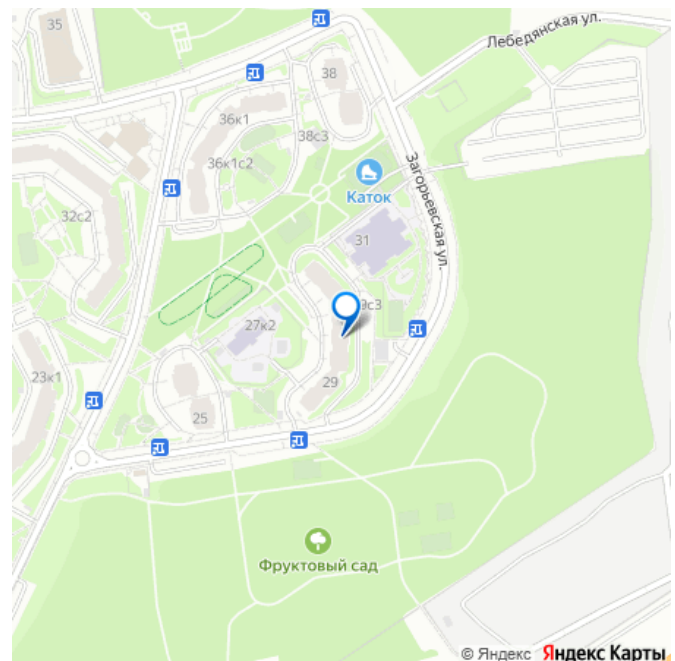 35
Лебедянская ул.
38
36к1
38с3
36к1с2
Каток
Загорьевская ул.
32с2
31
9с3
27к2
23к1
29
25
Фруктовый сад
© Яндекс Яндекс Карты